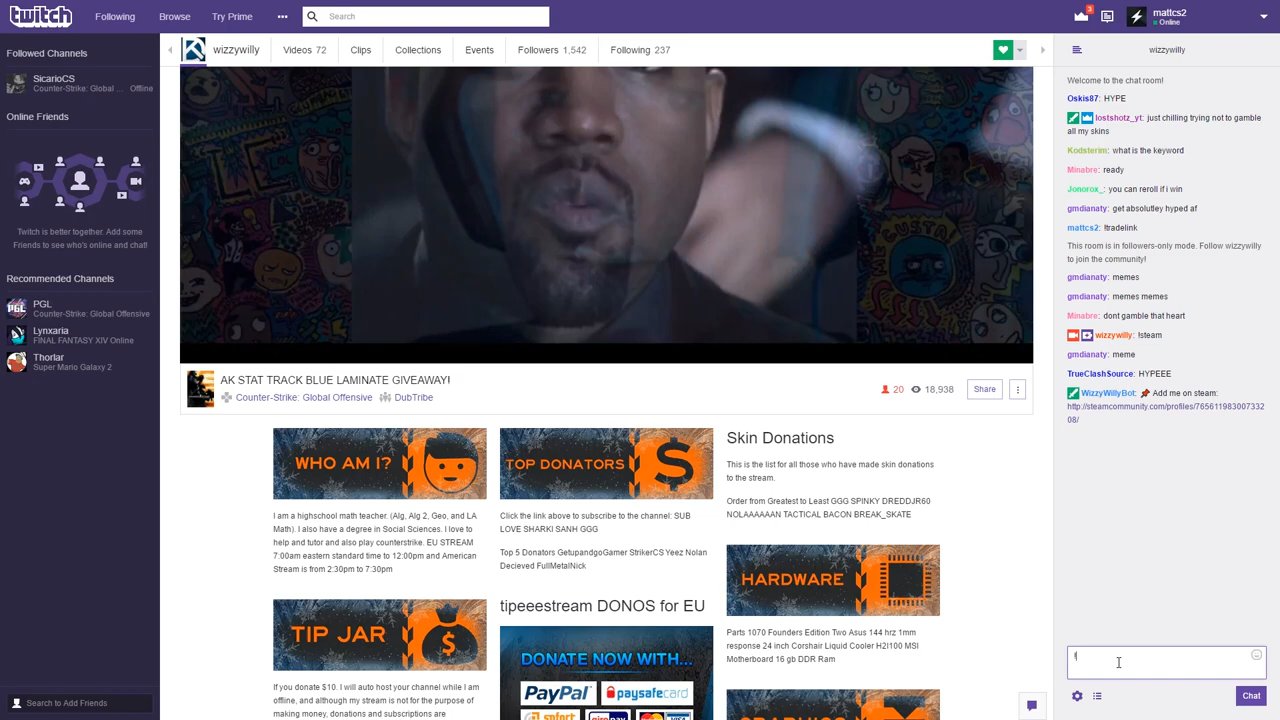 twitch Following Browse Try Prime Search 3 mattcs2
Online
Followed Channels
SicarioCS
Counter-Strike: Global ... Offline
Online Friends
Twitch is better together. Add some
Friends to see who's online and chat!
Recommended Channels
PGL
Counter-Strike: Global Offensive
Lynxaria
FINAL FANTASY XIV Online
Thorlar
Super Mario Galaxy 2
Search to Add Friends
wizzywilly Videos 72 Clips Collections Events Followers 1,542 Following 237
AK STAT TRACK BLUE LAMINATE GIVEAWAY!
Counter-Strike: Global Offensive DubTribe
20 18,938 Share
WHO AM I?
I am a highschool math teacher. (Alg, Alg 2, Geo, and LA
Math). I also have a degree in Social Sciences. I love to
help and tutor and also play counterstrike. EU STREAM
7:00am eastern standard time to 12:00pm and American
Stream is from 2:30pm to 7:30pm
TIP JAR
If you donate $10. I will auto host your channel while I am
offline, and although my stream is not for the purpose of
making money, donations and subscriptions are
TOP DONATORS
Click the link above to subscribe to the channel: SUB
LOVE SHARKI SANH GGG
Top 5 Donators GetupandgoGamer StrikerCS Yeez Nolan
Decieved FullMetalNick
tipeeestream DONOS for EU
DONATE NOW WITH...
PayPal paysafecard
Skin Donations
This is the list for all those who have made skin donations
to the stream.
Order from Greatest to Least GGG SPINKY DREDDJR60
NOLAAAAAAN TACTICAL BACON BREAK_SKATE
HARDWARE
Parts 1070 Founders Edition Two Asus 144 hrz 1mm
response 24 inch Corshair Liquid Cooler H2I100 MSI
Motherboard 16 gb DDR Ram
wizzywilly
Welcome to the chat room!
Oskis87: HYPE
lostshotz_yt: just chilling trying not to gamble
all my skins
Kodsterim: what is the keyword
Minabre: ready
Jonorox_: you can reroll if i win
gmdianaty: get absolutley hyped af
mattcs2: !tradelink
This room is in followers-only mode. Follow wizzywilly
to join the community!
gmdianaty: memes
gmdianaty: memes memes
Minabre: dont gamble that heart
wizzywilly: !steam
gmdianaty: meme
TrueClashSource: HYPEEE
WizzyWillyBot: Add me on steam:
http://steamcommunity.com/profiles/765611983007332
08/
Chat